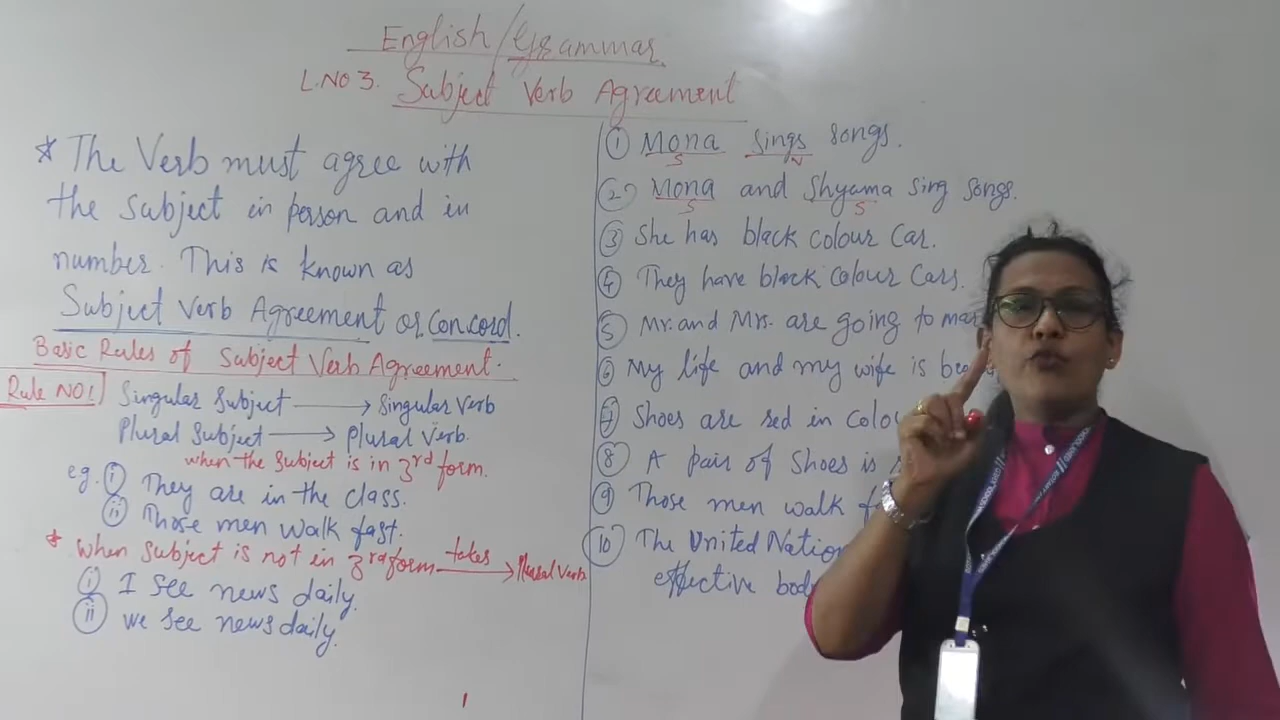 English/Grammar
L.NO 3. Subject Verb Agreement
* The Verb must agree with
the subject in person and in
number. This is known as
Subject Verb Agreement or Concord.
Basic Rules of Subject Verb Agreement.
Rule NO 1 Singular Subject → Singular Verb
Plural Subject → Plural Verb.
when the subject is in 3rd form.
eg. i They are in the class.
ii Those men walk fast.
* when subject is not in 3rd form takes → Plural Verb
i I see news daily.
ii we see news daily.
1 Mona sings songs.
S V
2 Mona and Shyama sing songs.
S S
3 She has black colour car.
4 They have black colour cars.
5 Mr. and Mrs. are going to
6 My life and my wife is
7 Shoes are red in
8 A pair of shoes is
9 Those men walk
10 The United
effective